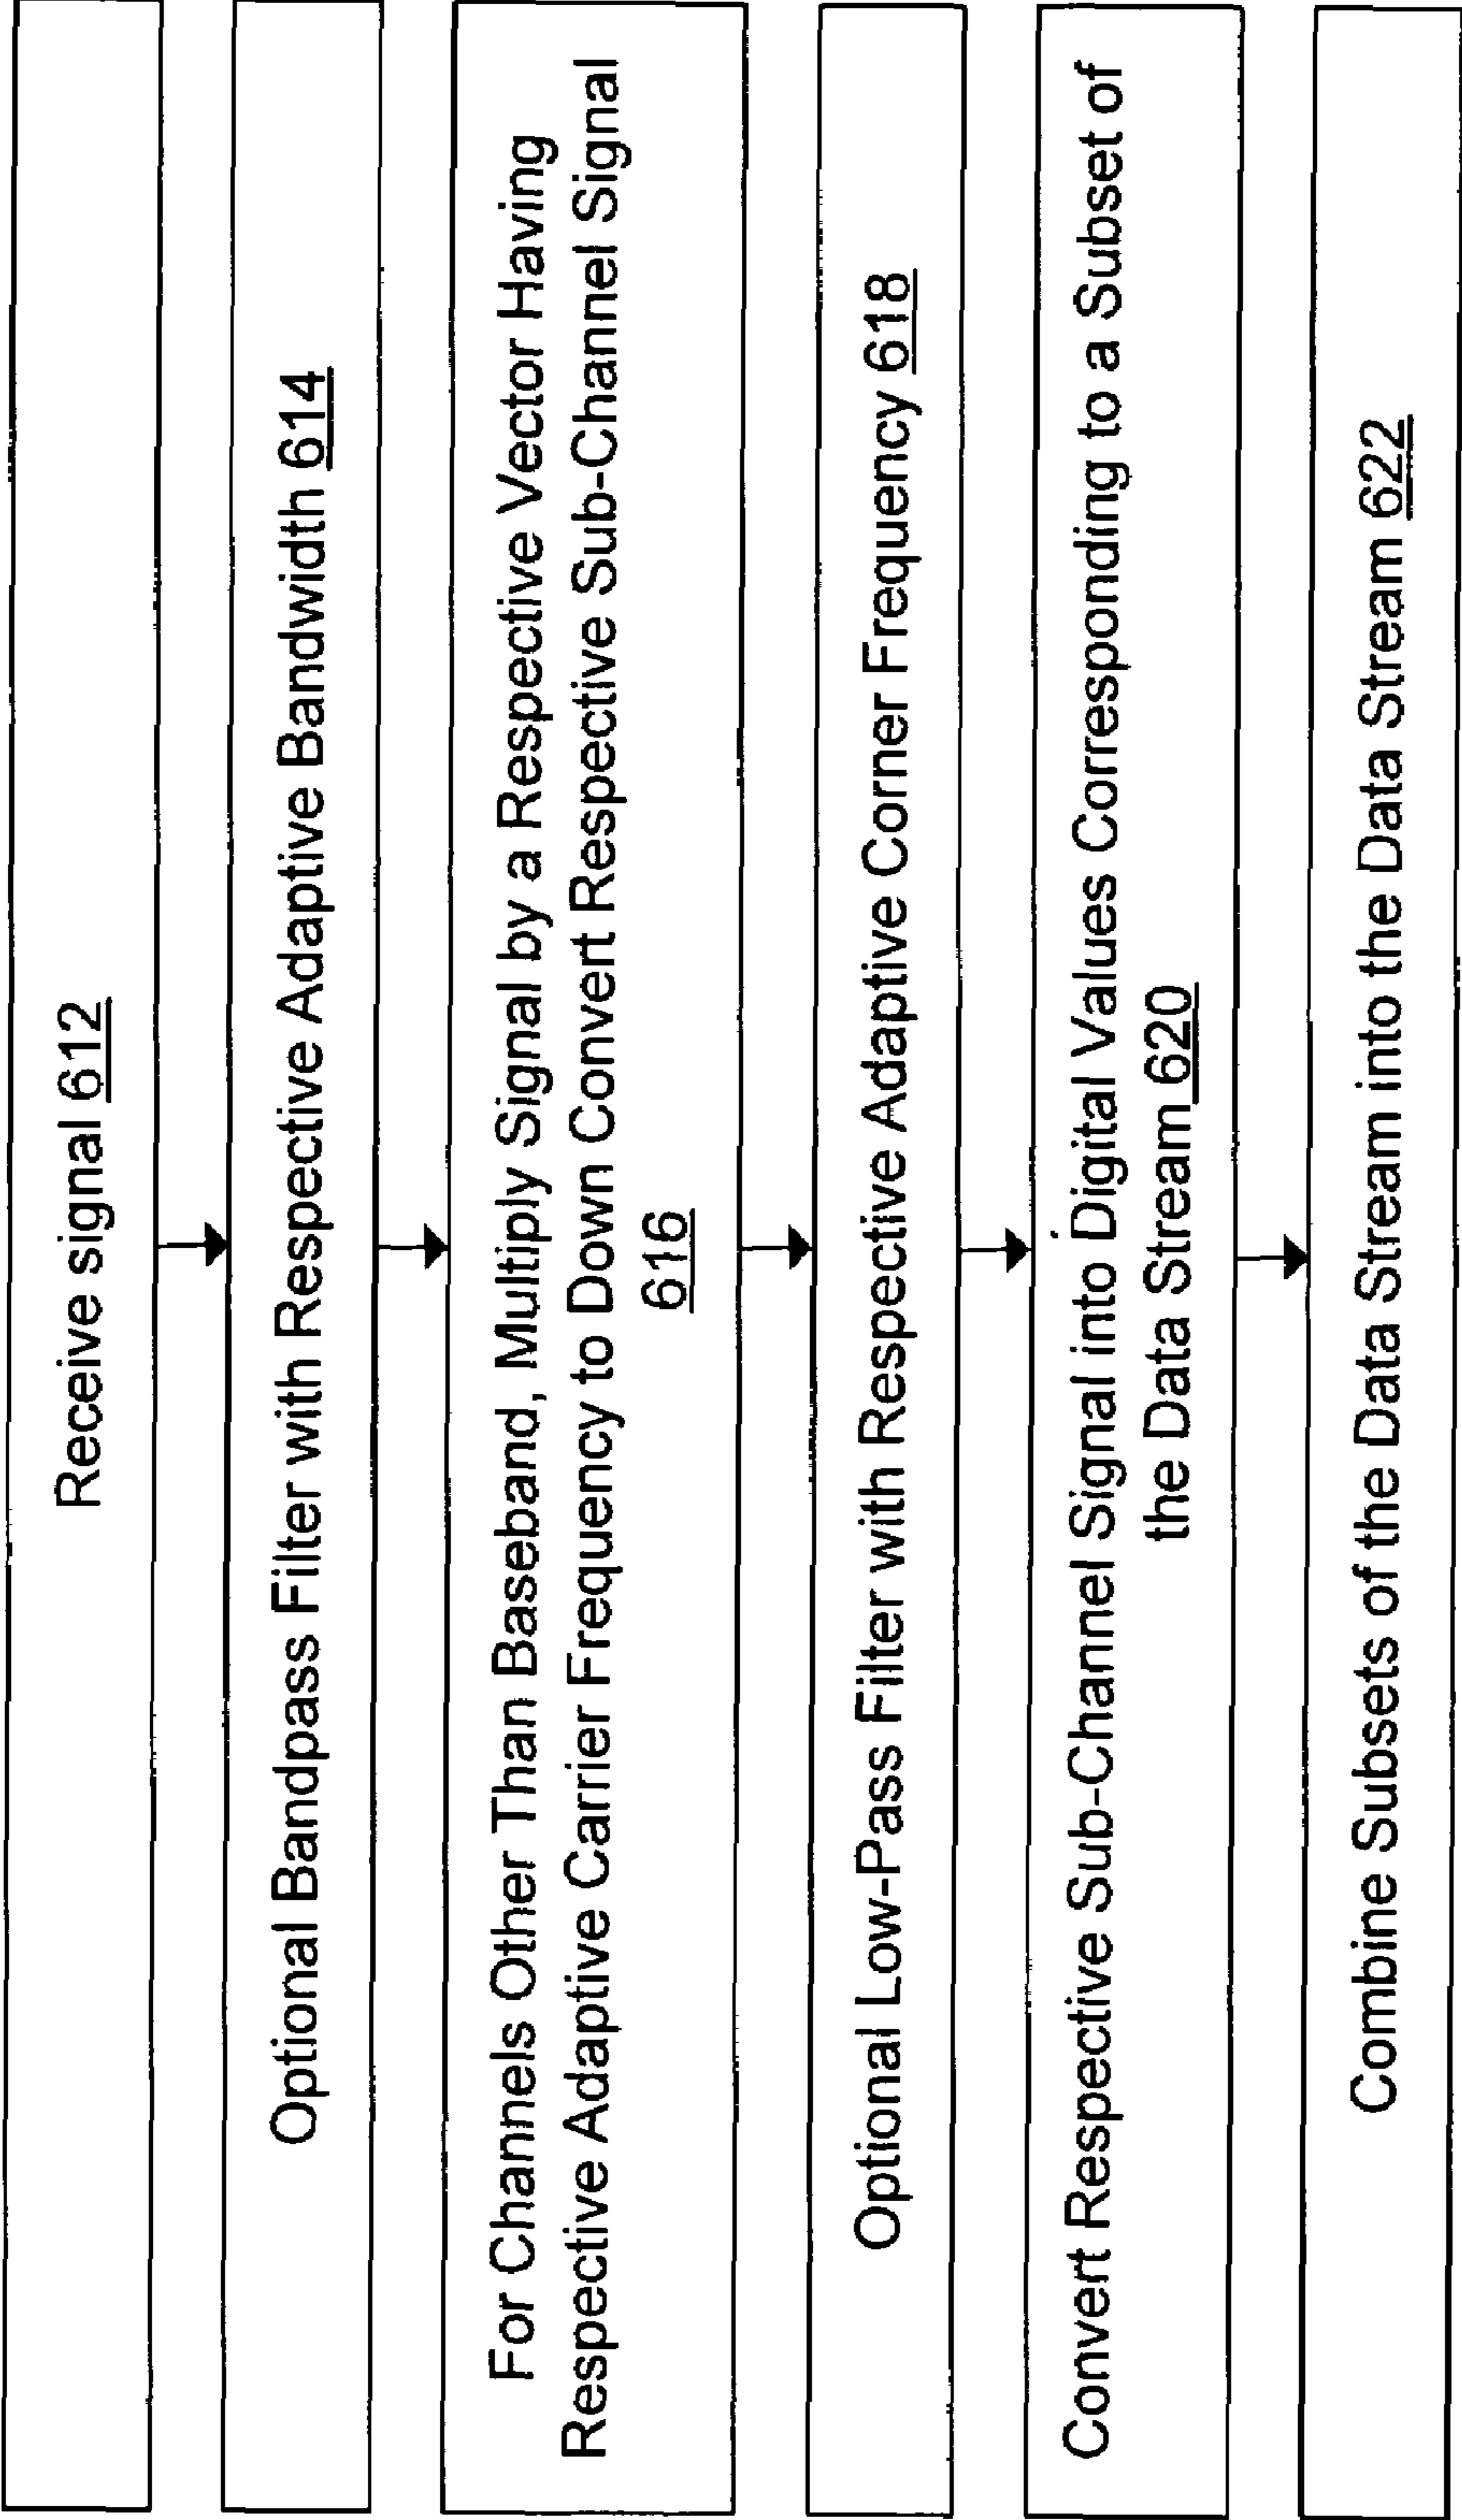 Receive signal 612
Optional Bandpass Filter with Respective Adaptive Bandwidth 614
For Channels Other Than Baseband, Multiply Signal by a Respective Vector Having
Respective Adaptive Carrier Frequency to Down Convert Respective Sub-Channel Signal
616
Optional Low-Pass Filter with Respective Adaptive Corner Frequency 618
Convert Respective Sub-Channel Signal into Digital Values Corresponding to a Subset of
the Data Stream 620
Combine Subsets of the Data Stream into the Data Stream 622